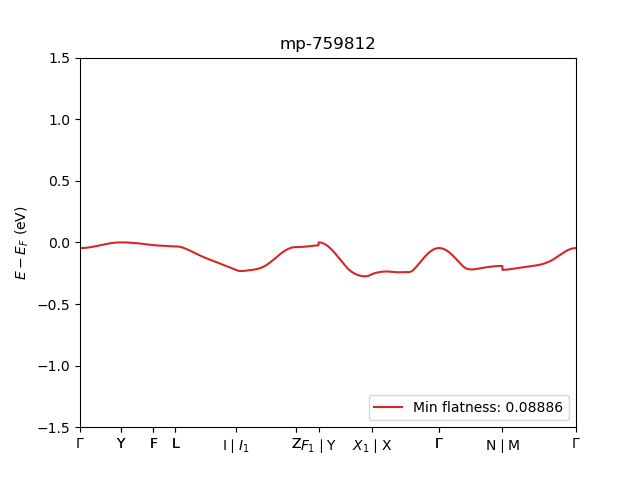 mp-759812
E − E_F (eV)
1.5
1.0
0.5
0.0
−0.5
−1.0
−1.5
Min flatness: 0.08886
Γ Y F L I | I₁ Z F₁ | Y X₁ | X Γ N | M Γ